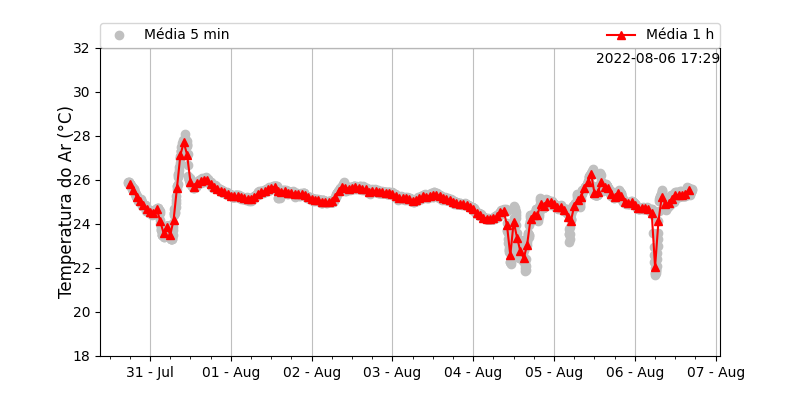 Média 5 min
Média 1 h
2022-08-06 17:29
Temperatura do Ar (°C)
32
30
28
26
24
22
20
18
31 - Jul
01 - Aug
02 - Aug
03 - Aug
04 - Aug
05 - Aug
06 - Aug
07 - Aug